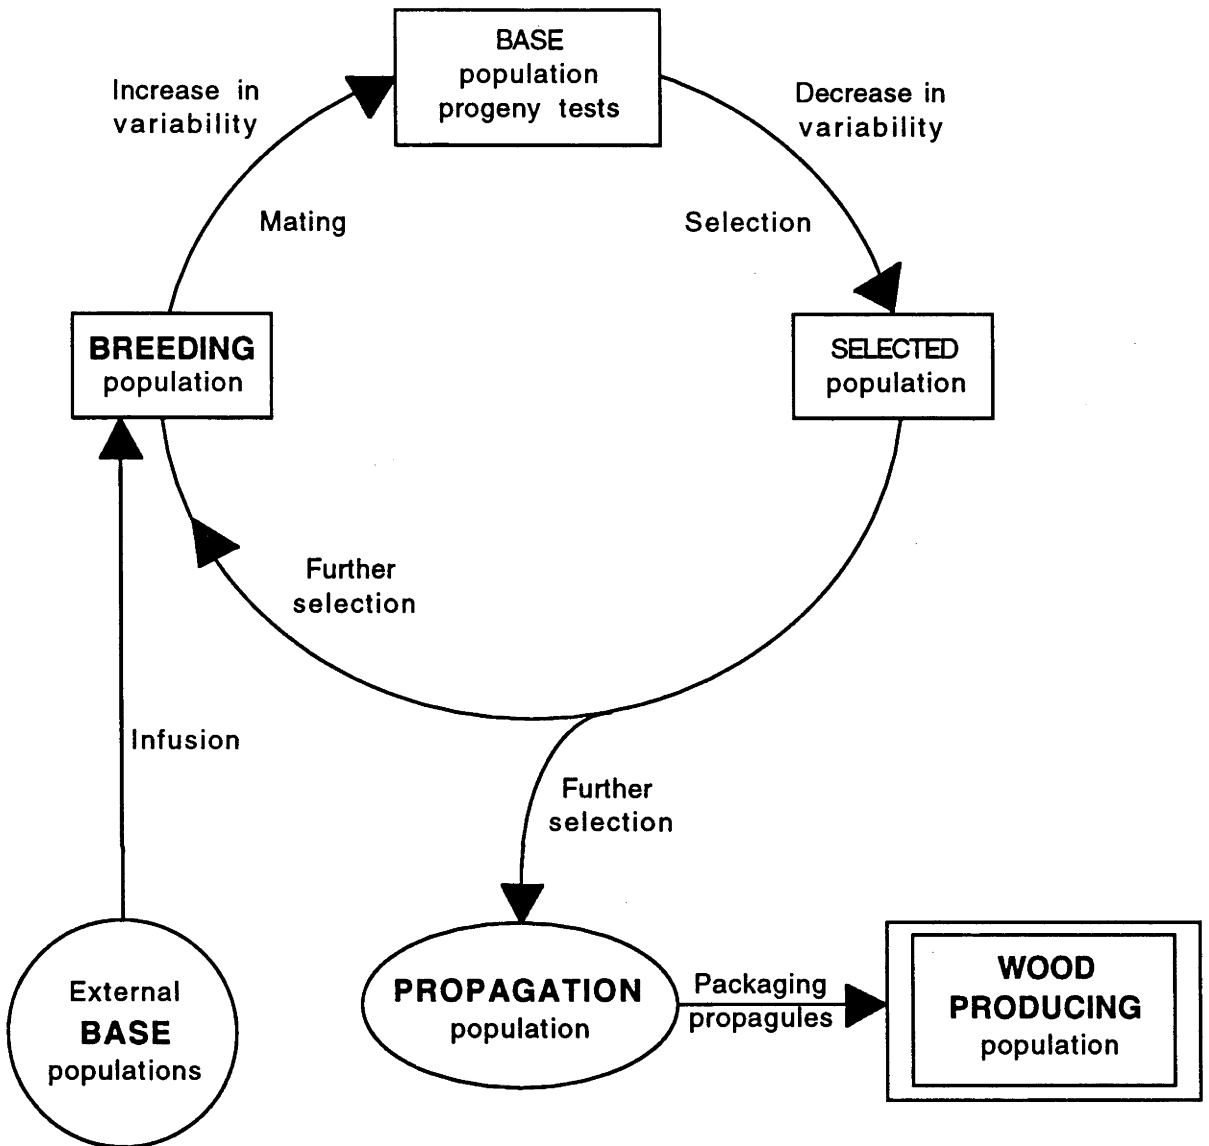 BASE
population
progeny tests
Increase in
variability
Decrease in
variability
Mating
Selection
BREEDING
population
SELECTED
population
Further
selection
Infusion
Further
selection
External
BASE
populations
PROPAGATION
population
Packaging
propagules
WOOD
PRODUCING
population